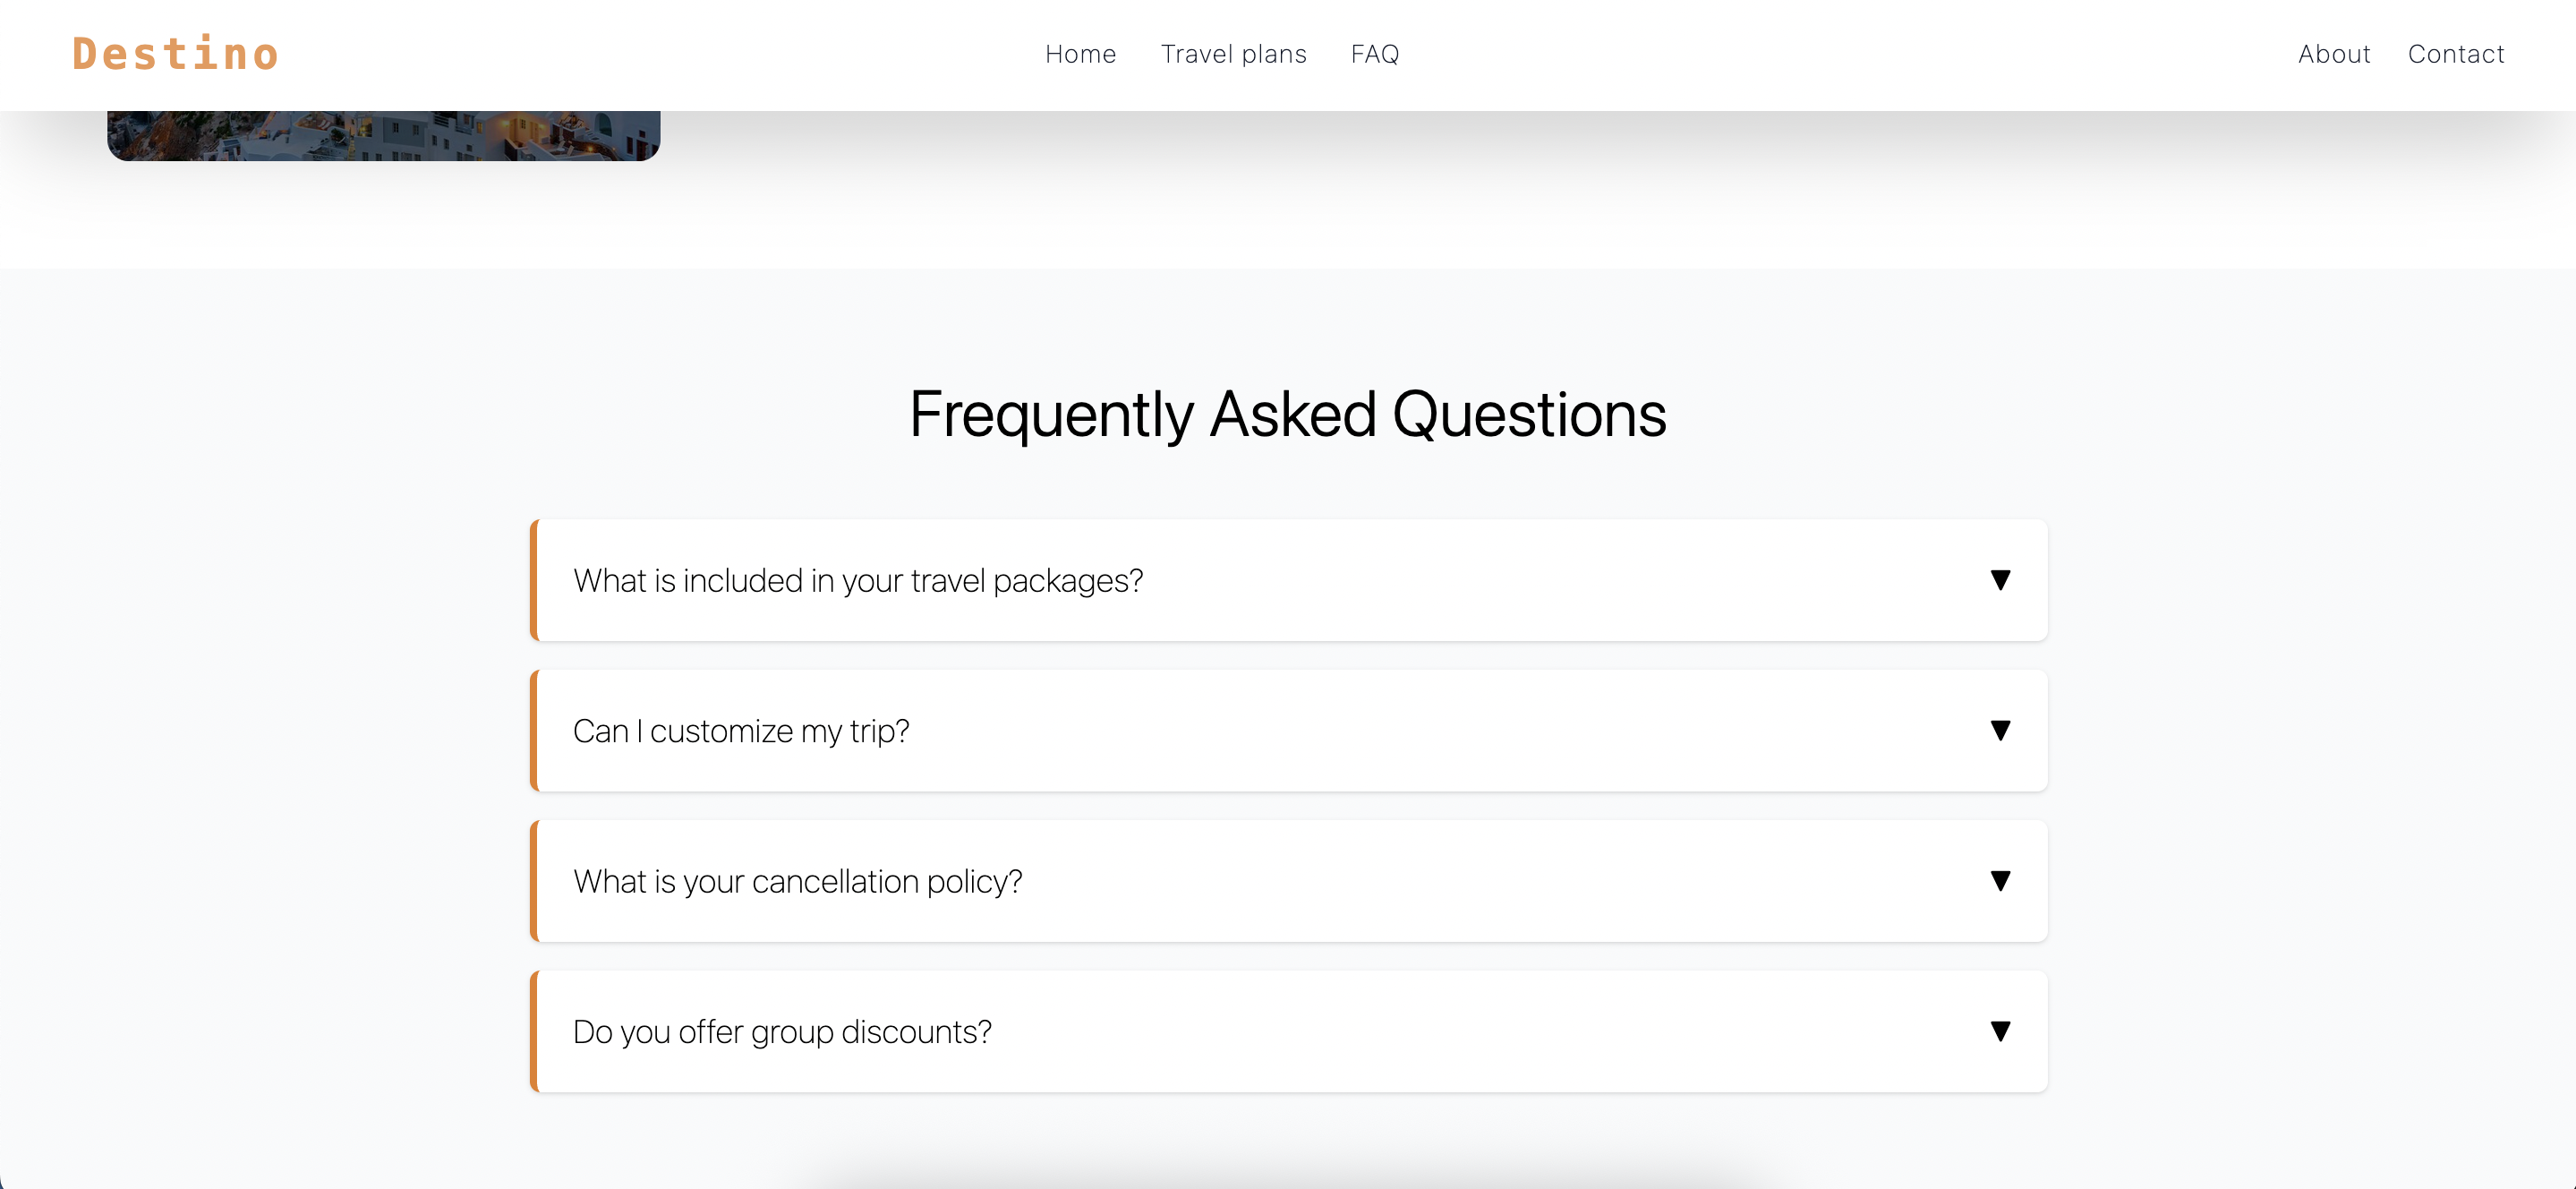 Destino
Home Travel plans FAQ
About Contact
Frequently Asked Questions
What is included in your travel packages?
Can I customize my trip?
What is your cancellation policy?
Do you offer group discounts?